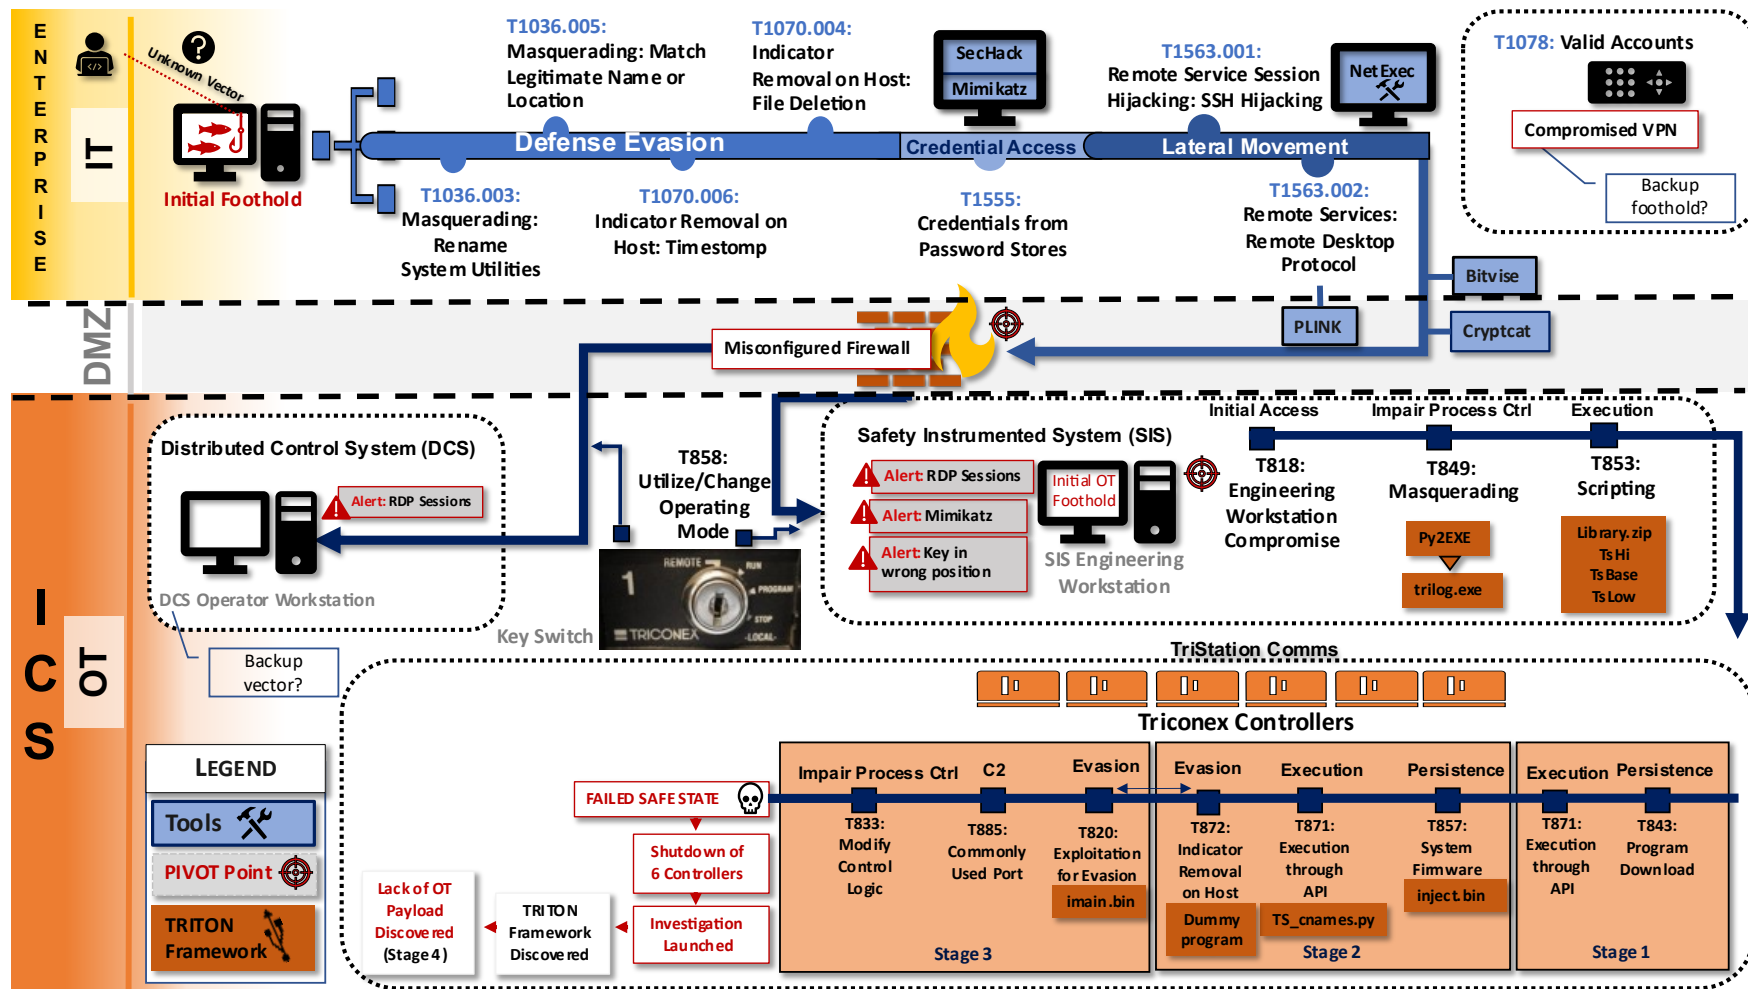 ENTERPRISE
IT
Unknown Vector
Initial Foothold
T1036.005:
Masquerading: Match
Legitimate Name or
Location
T1070.004:
Indicator
Removal on Host:
File Deletion
SecHack
Mimikatz
T1563.001:
Remote Service Session
Hijacking: SSH Hijacking
NetExec
T1078: Valid Accounts
Compromised VPN
Backup
foothold?
Defense Evasion
Credential Access
Lateral Movement
T1036.003:
Masquerading:
Rename
System Utilities
T1070.006:
Indicator Removal on
Host: Timestomp
T1555:
Credentials from
Password Stores
T1563.002:
Remote Services:
Remote Desktop
Protocol
Bitvise
PLINK
Cryptcat
DMZ
Misconfigured Firewall
ICS
OT
Distributed Control System (DCS)
Alert: RDP Sessions
DCS Operator Workstation
Backup
vector?
T858:
Utilize/Change
Operating
Mode
Key Switch
1
REMOTE
RUN
PROGRAM
STOP
-LOCAL-
TRICONEX
Safety Instrumented System (SIS)
Alert: RDP Sessions
Alert: Mimikatz
Alert: Key in
wrong position
Initial OT
Foothold
SIS Engineering
Workstation
Initial Access
T818:
Engineering
Workstation
Compromise
Impair Process Ctrl
T849:
Masquerading
Py2EXE
trilog.exe
Execution
T853:
Scripting
Library.zip
TsHi
TsBase
TsLow
TriStation Comms
Triconex Controllers
LEGEND
Tools
PIVOT Point
TRITON
Framework
FAILED SAFE STATE
Shutdown of
6 Controllers
Investigation
Launched
TRITON
Framework
Discovered
Lack of OT
Payload
Discovered
(Stage 4)
Impair Process Ctrl
T833:
Modify
Control
Logic
C2
T885:
Commonly
Used Port
Evasion
T820:
Exploitation
for Evasion
imain.bin
Stage 3
Evasion
T872:
Indicator
Removal
on Host
Dummy
program
Execution
T871:
Execution
through
API
TS_cnames.py
Persistence
T857:
System
Firmware
inject.bin
Stage 2
Execution
T871:
Execution
through
API
Persistence
T843:
Program
Download
Stage 1